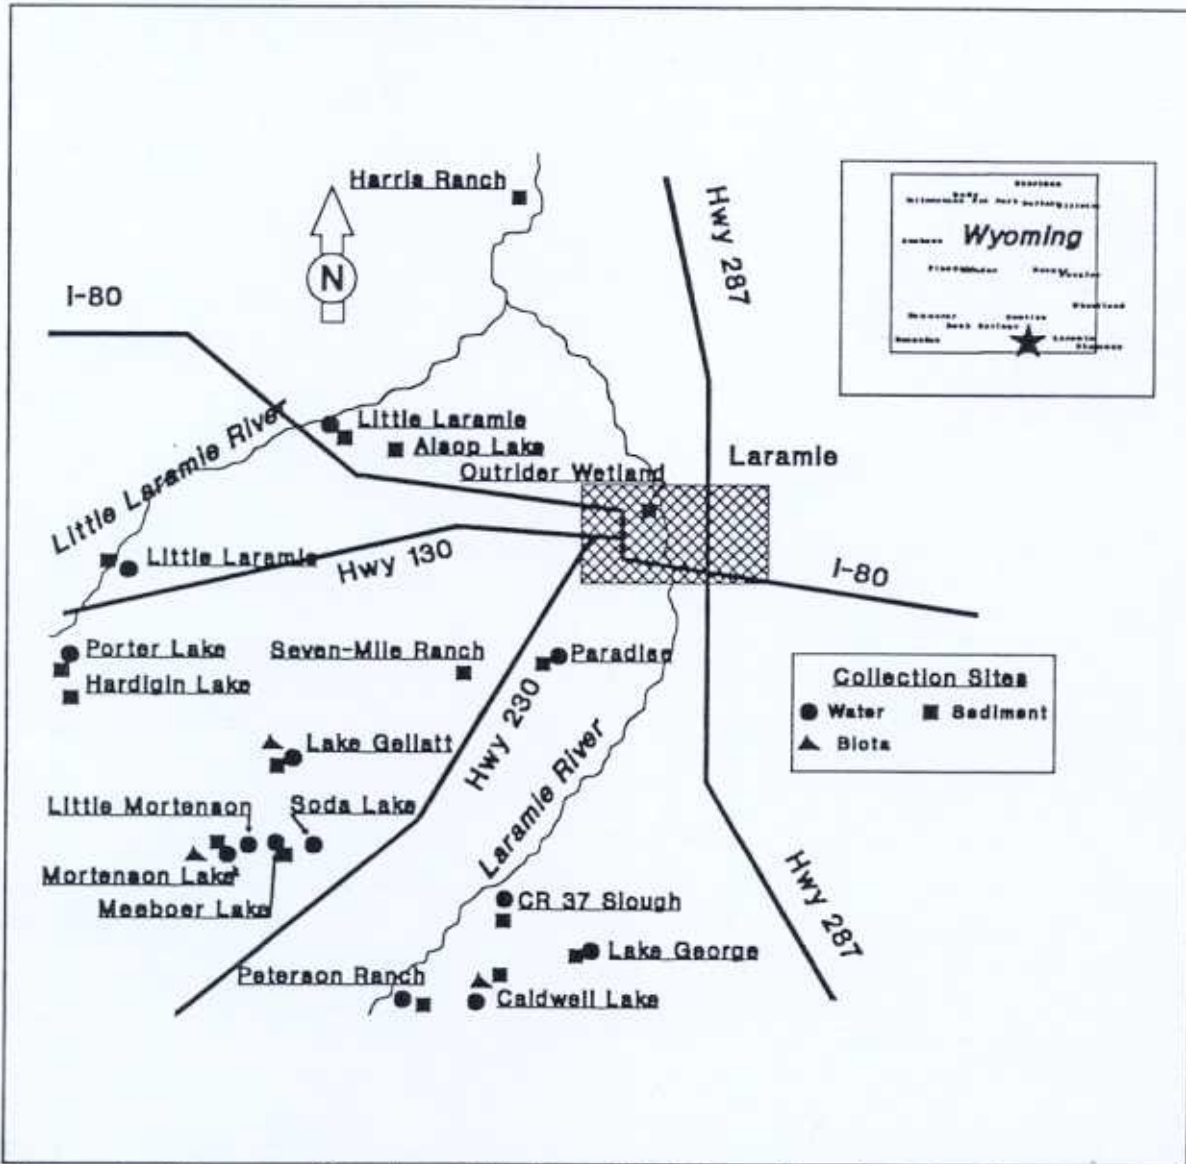 Harris Ranch
Hwy 287
Wyoming
N
I-80
Little Laramie River
Little Laramie
Alsop Lake
Outrider Wetland
Laramie
Little Laramie
Hwy 130
I-80
Porter Lake
Hardigin Lake
Seven-Mile Ranch
Paradise
Hwy 230
Collection Sites
Water
Sediment
Biota
Lake Gellatt
Laramie River
Little Mortenson
Soda Lake
Mortenson Lake
Meeboer Lake
Hwy 287
CR 37 Slough
Lake George
Peterson Ranch
Caldwell Lake